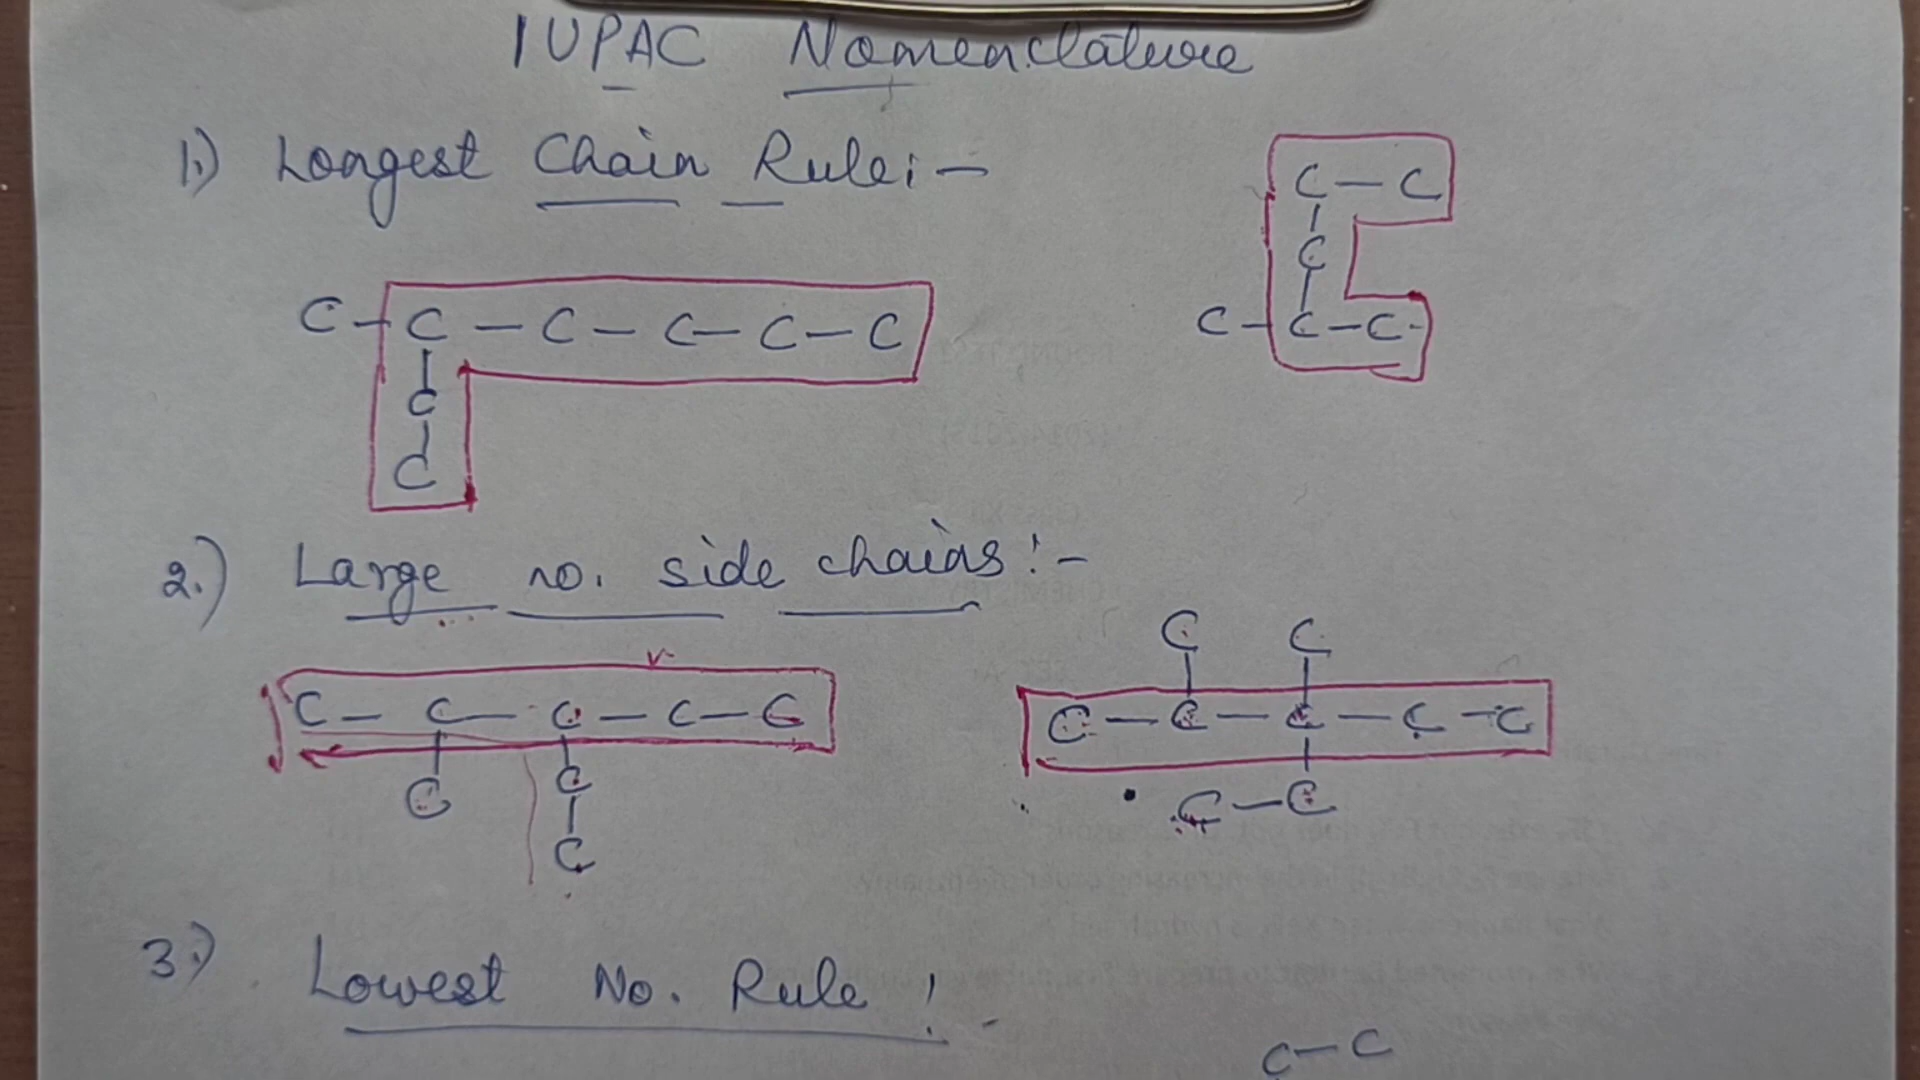 IUPAC Nomenclature
1.) Longest Chain Rule:-
C - C
C
C - C - C
C - C - C - C - C - C
C
C
2.) Large no. side chains:-
C C
C - C - C - C - C
C - C - C - C - C
C C
C - C
C
3.) Lowest No. Rule:-
C - C